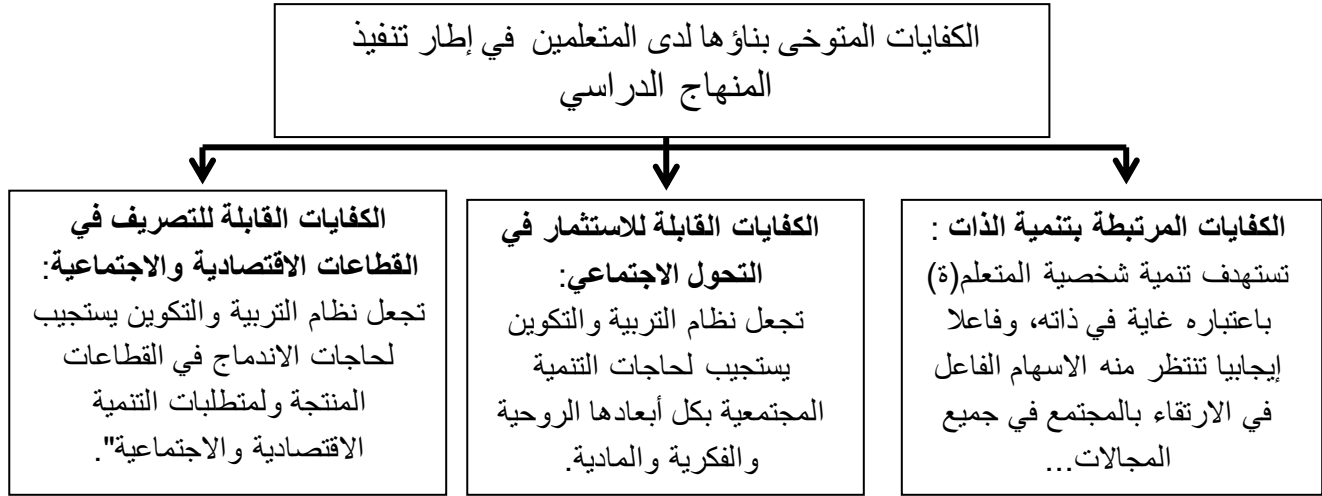 الكفايات المتوخى بناؤها لدى المتعلمين في إطار تنفيذ
المنهاج الدراسي
الكفايات المرتبطة بتنمية الذات :
تستهدف تنمية شخصية المتعلم(ة)
باعتباره غاية في ذاته، وفاعلا
إيجابيا تنتظر منه الاسهام الفاعل
في الارتقاء بالمجتمع في جميع
المجالات...
الكفايات القابلة للاستثمار في
التحول الاجتماعي:
تجعل نظام التربية والتكوين
يستجيب لحاجات التنمية
المجتمعية بكل أبعادها الروحية
والفكرية والمادية.
الكفايات القابلة للتصريف في
القطاعات الاقتصادية والاجتماعية:
تجعل نظام التربية والتكوين يستجيب
لحاجات الاندماج في القطاعات
المنتجة ولمتطلبات التنمية
الاقتصادية والاجتماعية".